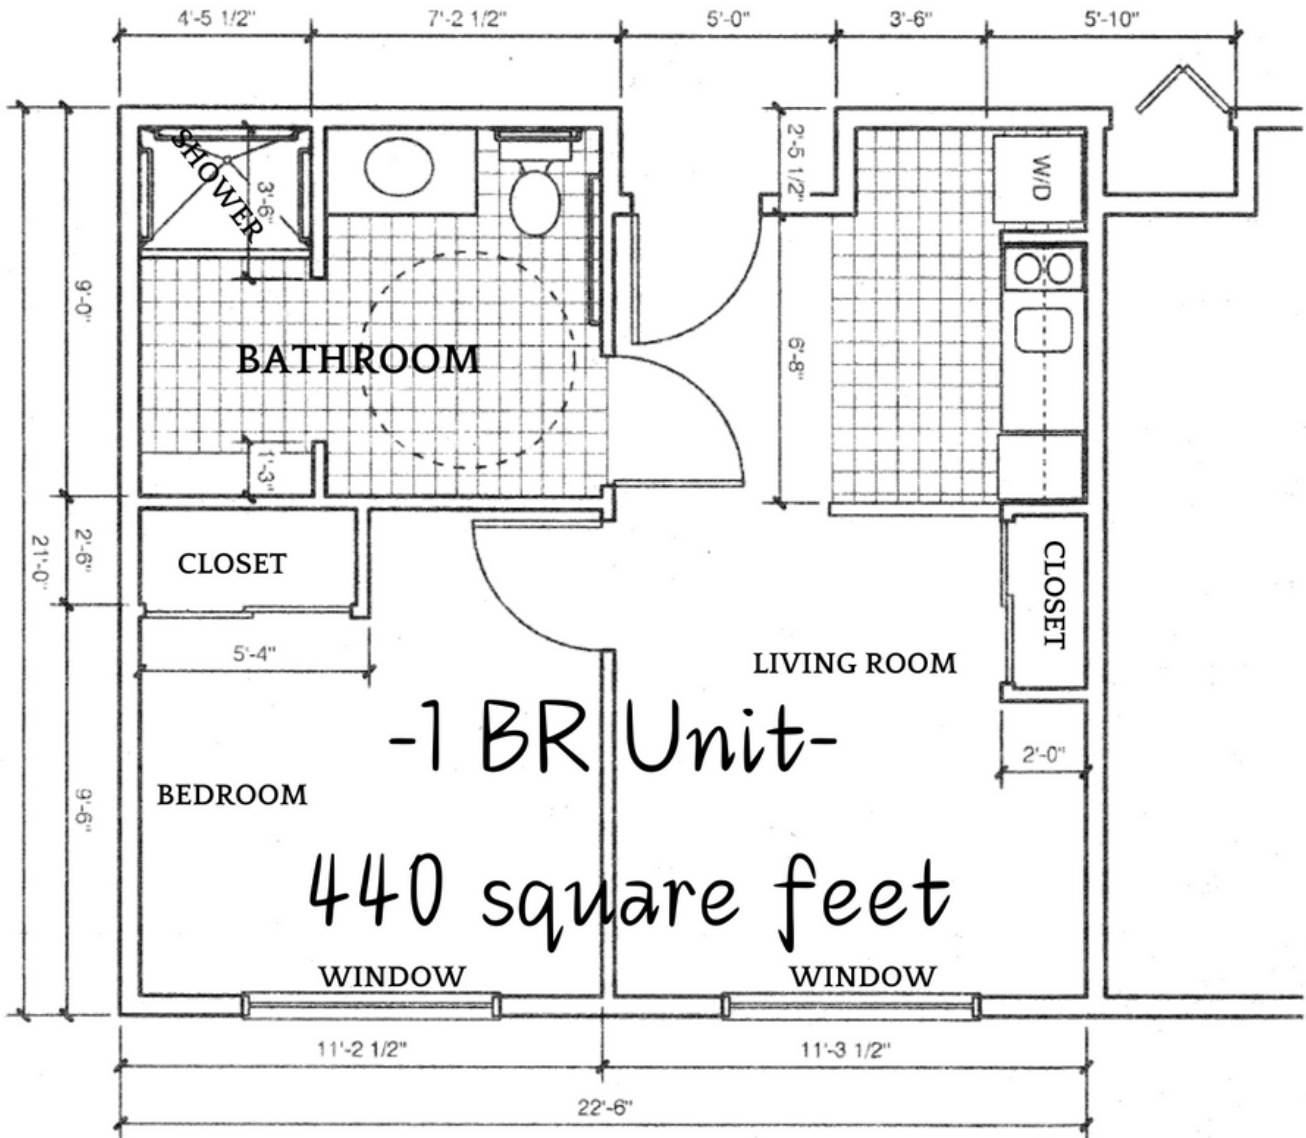 4'-5 1/2"
7'-2 1/2"
5'-0"
3'-6"
5'-10"
SHOWER
3'-6"
2'-5 1/2"
W/D
9'-0"
BATHROOM
6'-8"
1'-3"
21'-0"
2'-6"
CLOSET
CLOSET
5'-4"
LIVING ROOM
-1 BR Unit-
2'-0"
BEDROOM
9'-6"
440 square feet
WINDOW
WINDOW
11'-2 1/2"
11'-3 1/2"
22'-6"